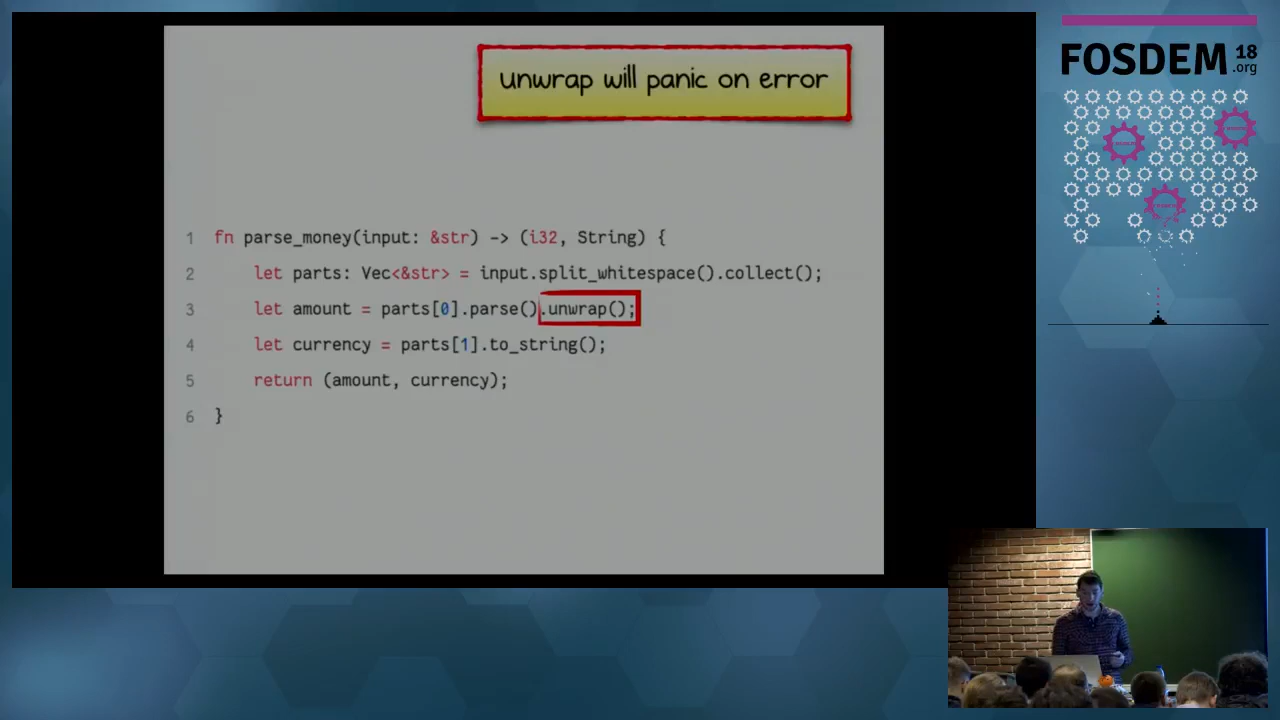 unwrap will panic on error
1 fn parse_money(input: &str) -> (i32, String) {
2 let parts: Vec<&str> = input.split_whitespace().collect();
3 let amount = parts[0].parse().unwrap();
4 let currency = parts[1].to_string();
5 return (amount, currency);
6 }
FOSDEM 18
.org